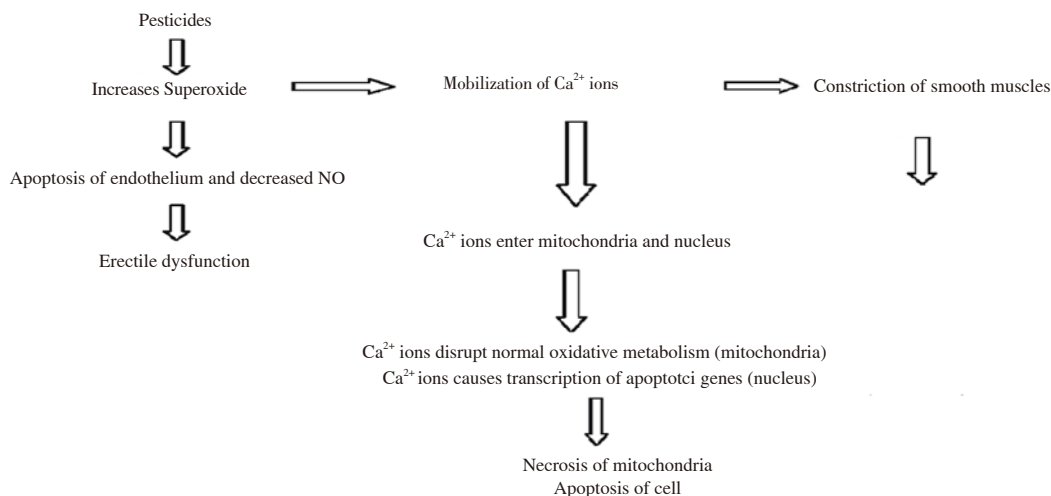 Pesticides
Increases Superoxide
Mobilization of Ca²⁺ ions
Constriction of smooth muscles
Apoptosis of endothelium and decreased NO
Ca²⁺ ions enter mitochondria and nucleus
Erectile dysfunction
Ca²⁺ ions disrupt normal oxidative metabolism (mitochondria)
Ca²⁺ ions causes transcription of apoptotci genes (nucleus)
Necrosis of mitochondria
Apoptosis of cell